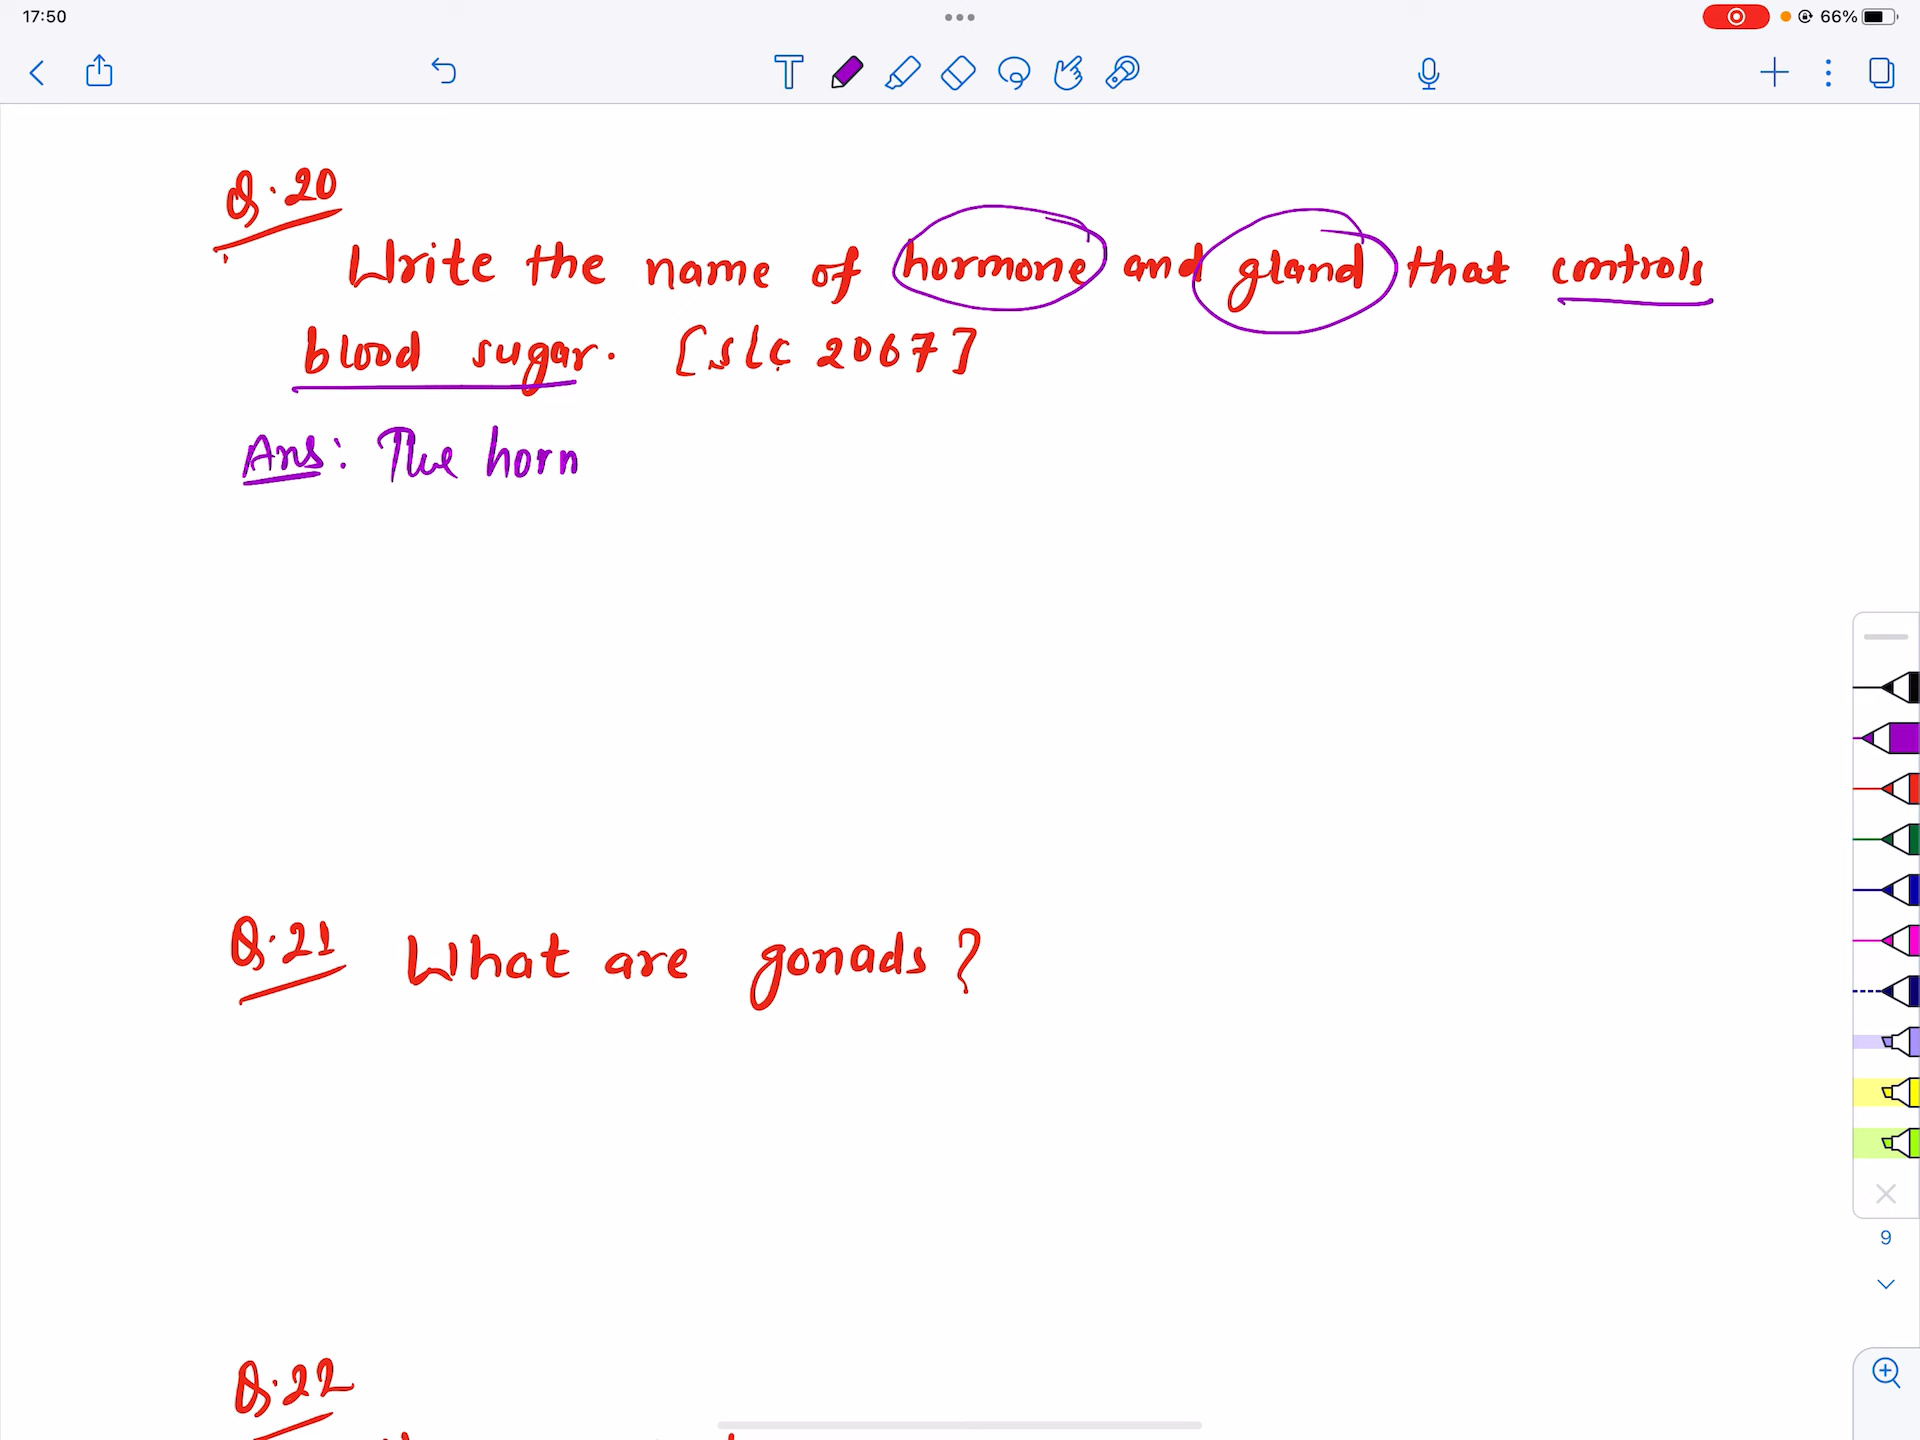 17:50
66%
Q.20
Write the name of hormone and gland that controls
blood sugar. [SLC 2067]
Ans: The horn
Q.21 What are gonads?
9
Q.22